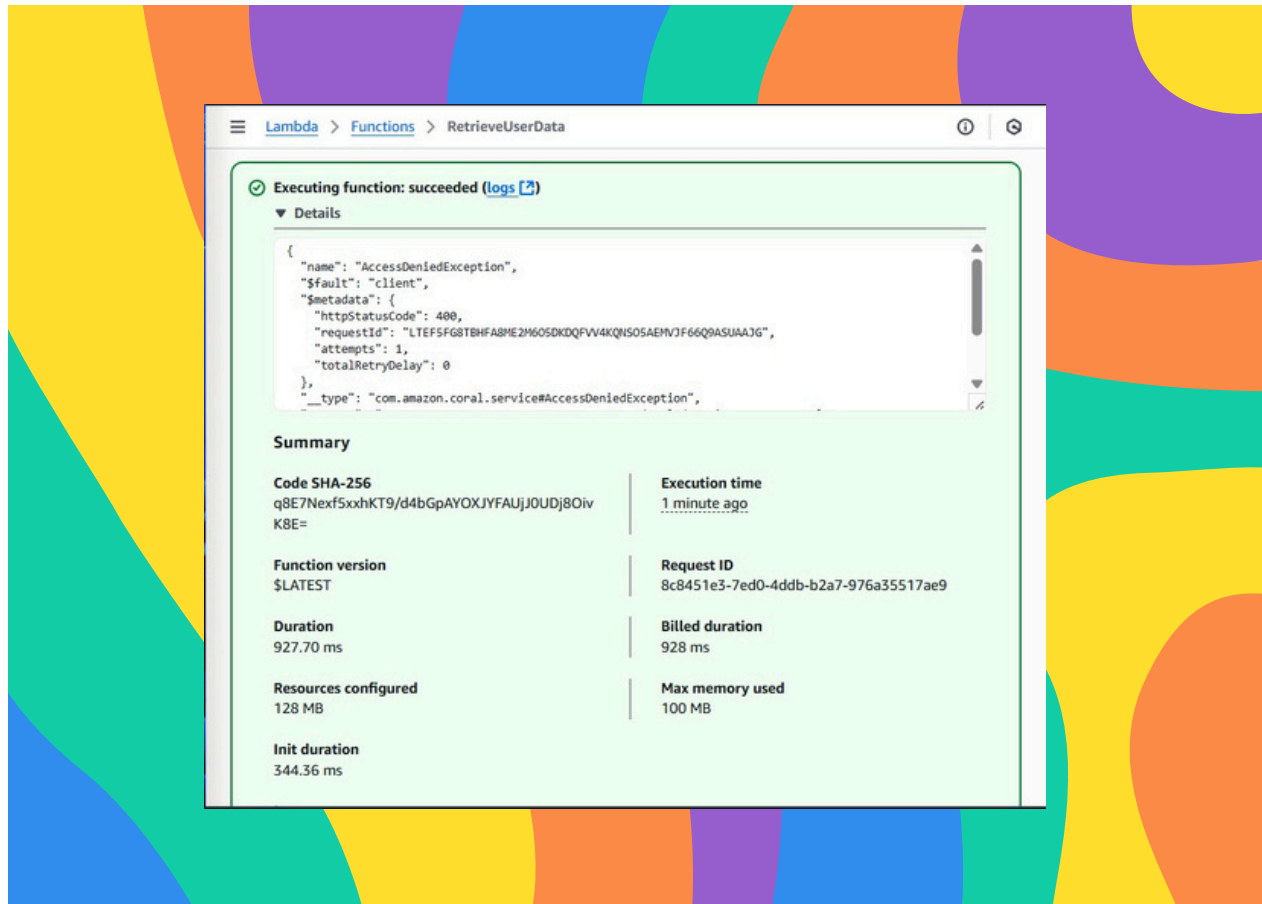 Lambda > Functions > RetrieveUserData
Executing function: succeeded (logs)
▼ Details
{
"name": "AccessDeniedException",
"$fault": "client",
"$metadata": {
"httpStatusCode": 400,
"requestId": "LTEF5FG8TBHFA8ME2M6O5DKDQFVV4KQNSO5AEMVJF66Q9ASUAAJG",
"attempts": 1,
"totalRetryDelay": 0
},
"__type": "com.amazon.coral.service#AccessDeniedException",
Summary
Code SHA-256
q8E7Nexf5xxhKT9/d4bGpAYOXJYFAUjJ0UDj8Oiv
K8E=
Execution time
1 minute ago
Function version
$LATEST
Request ID
8c8451e3-7ed0-4ddb-b2a7-976a35517ae9
Duration
927.70 ms
Billed duration
928 ms
Resources configured
128 MB
Max memory used
100 MB
Init duration
344.36 ms